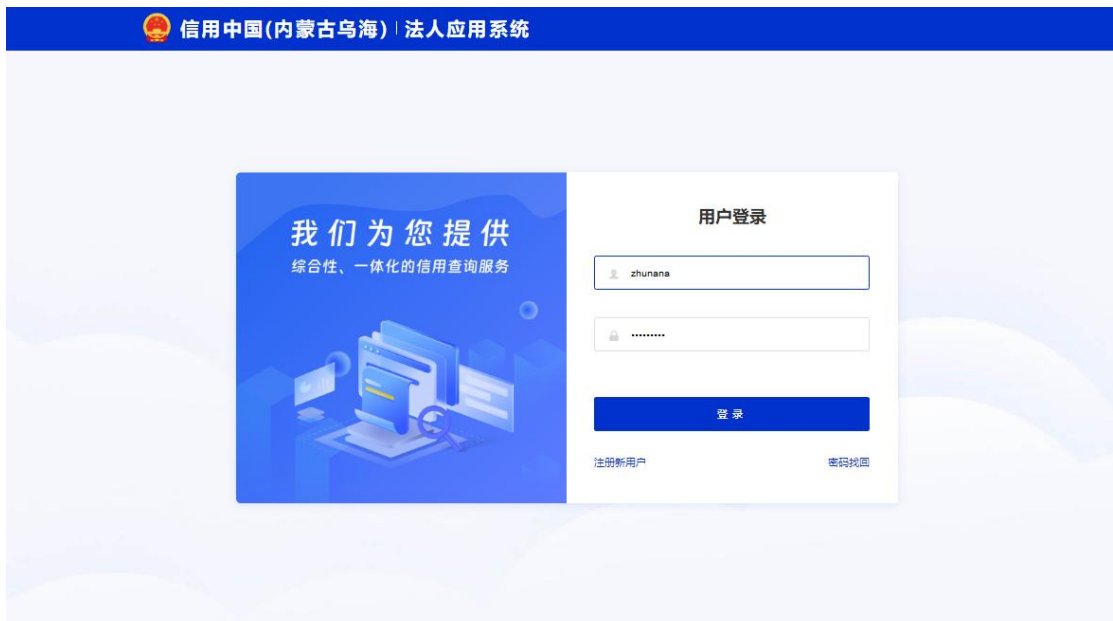 信用中国(内蒙古乌海) | 法人应用系统
我们为您提供
综合性、一体化的信用查询服务
用户登录
zhunana
•••••••••
登录
注册新用户 密码找回